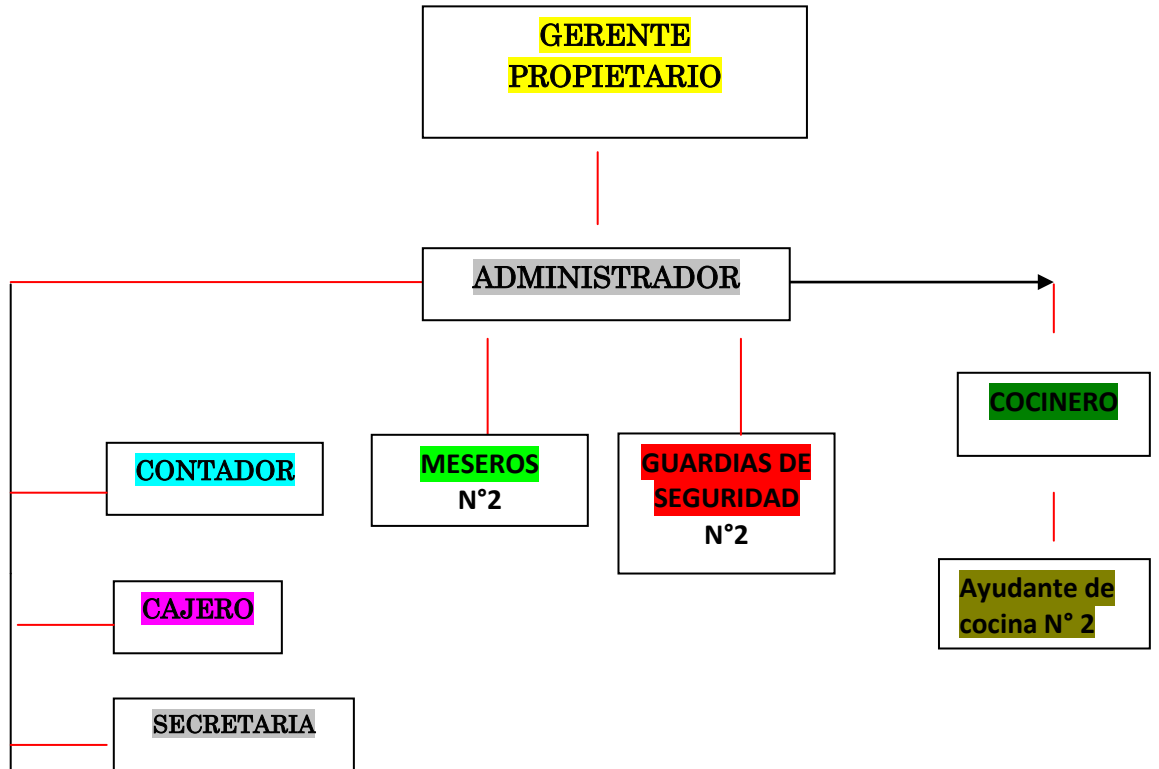 GERENTE
PROPIETARIO
ADMINISTRADOR
COCINERO
CONTADOR
MESEROS
N°2
GUARDIAS DE
SEGURIDAD
N°2
CAJERO
Ayudante de
cocina N° 2
SECRETARIA